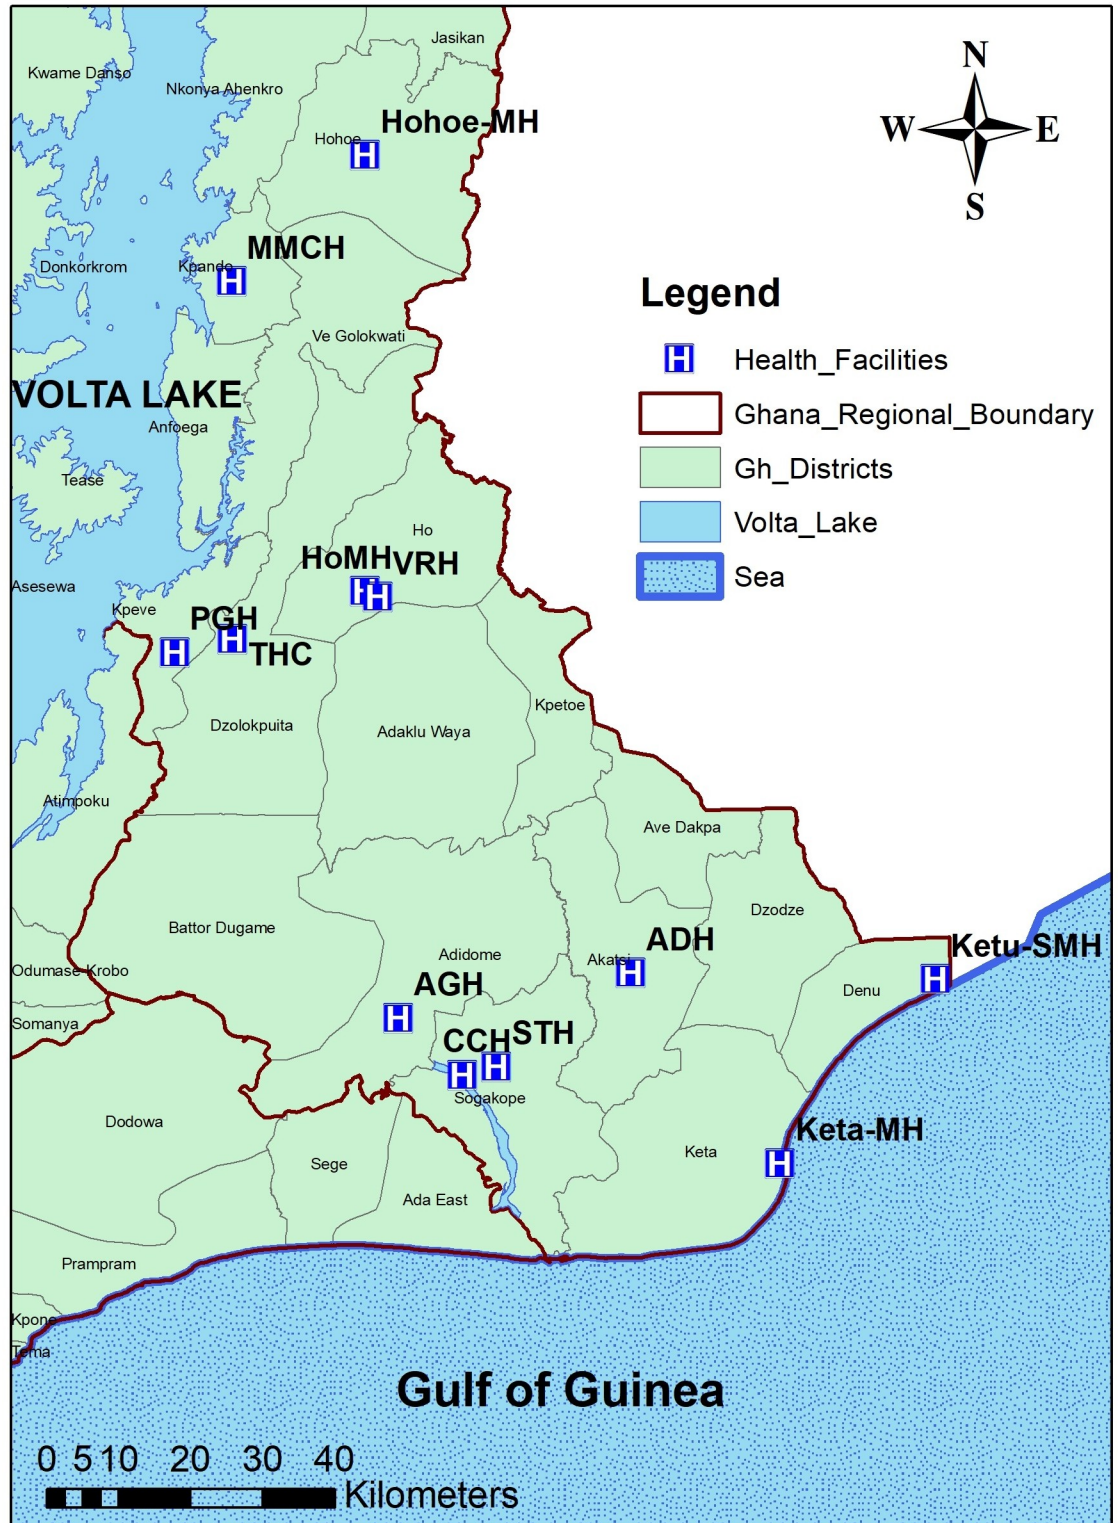 Jasikan
N
Kwame Danso
Nkonya Ahenkro
Hohoe-MH
W
E
Hohoe
H
S
MMCH
Donkorkrom
Kpando
H
Legend
Ve Golokwati
H
Health_Facilities
VOLTA LAKE
Ghana_Regional_Boundary
Anfoega
Gh_Districts
Tease
Volta_Lake
Ho
HoMH
VRH
Sea
Asesewa
H
H
Kpeve
PGH
H
THC
H
Kpetoe
Dzolokpuita
Adaklu Waya
Atimpoku
Ave Dakpa
Dzodze
Battor Dugame
ADH
Ketu-SMH
Adidome
Akatsi
H
Odumase-Krobo
H
AGH
Denu
H
Somanya
CCH
STH
H
H
Sogakope
Dodowa
Keta-MH
Keta
H
Sege
Ada East
Prampram
Kpone
Tema
Gulf of Guinea
0 5 10 20 30 40
Kilometers